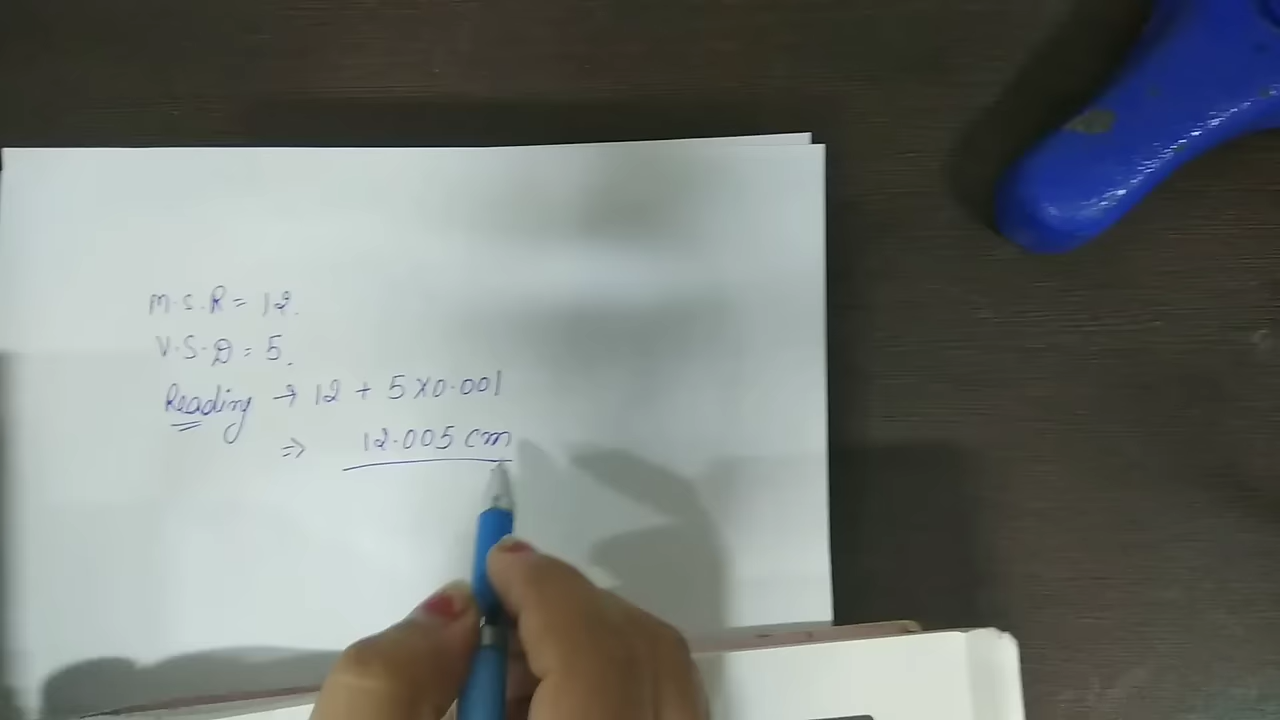 M.S.R = 12.
V.S.D = 5.
Reading → 12 + 5 X 0.001
⇒ 12.005 cm